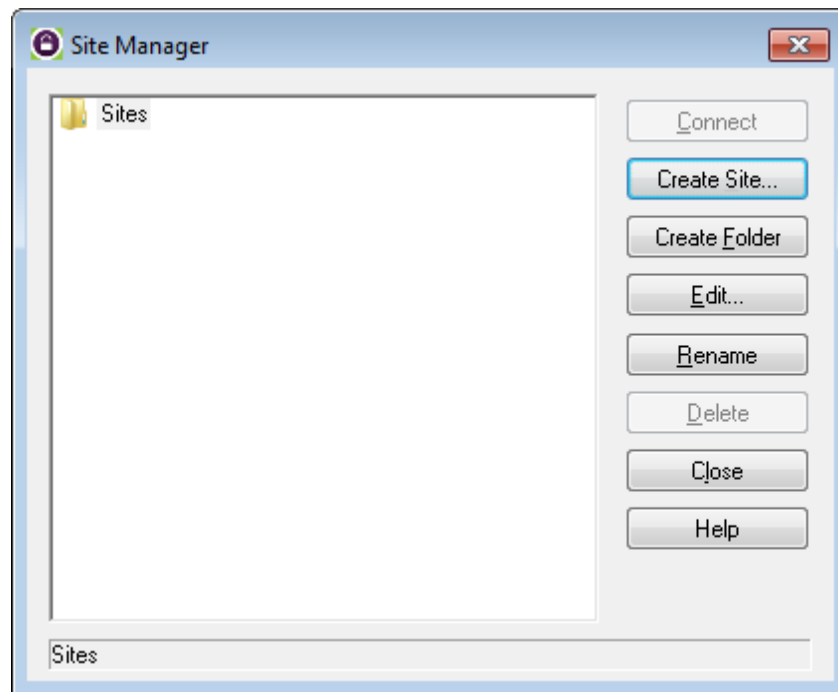 Site Manager
Sites
Connect
Create Site...
Create Folder
Edit...
Rename
Delete
Close
Help
Sites